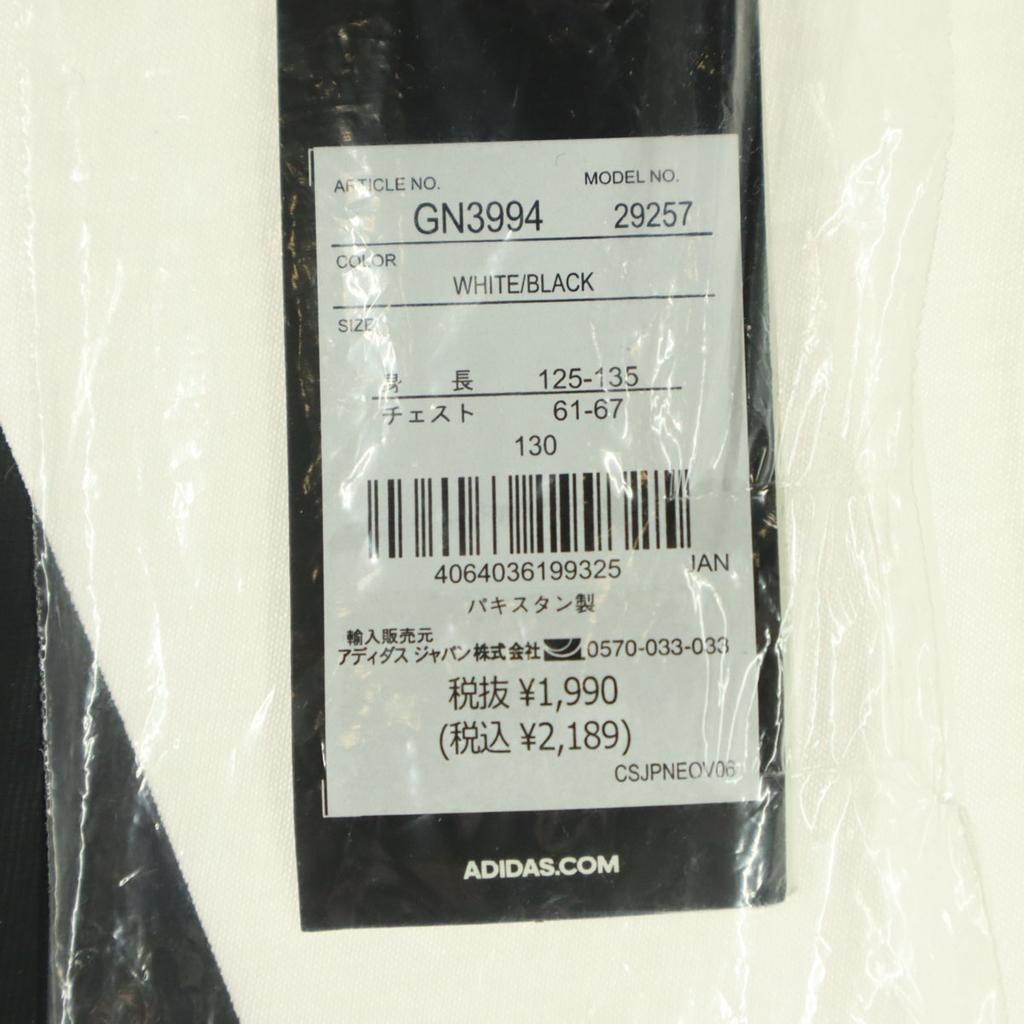 ARTICLE NO. MODEL NO.
GN3994 29257
COLOR
WHITE/BLACK
SIZE
身 長 125-135
チェスト 61-67
130
4064036199325 JAN
パキスタン製
輸入販売元
アディダス ジャパン株式会社 0570-033-033
税抜 ¥1,990
(税込 ¥2,189)
CSJPNEOV06
ADIDAS.COM